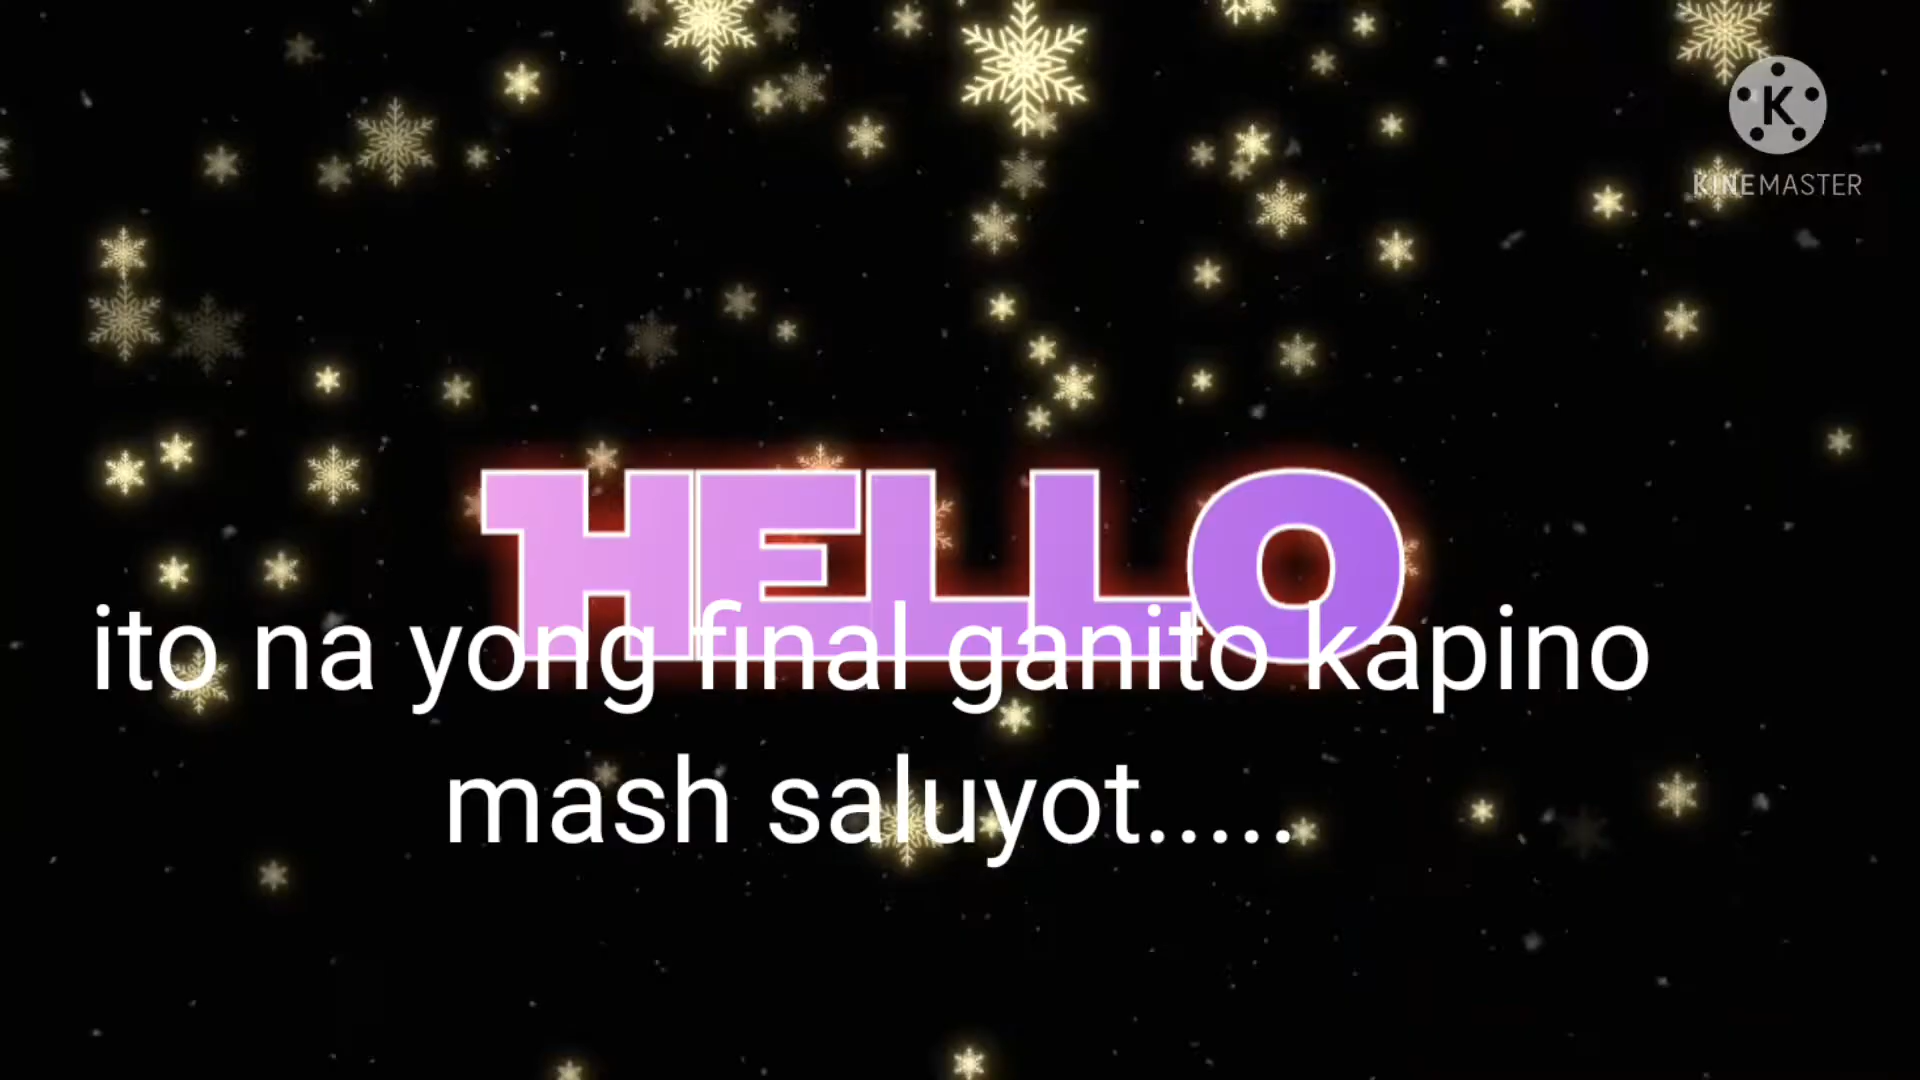 K
KINEMASTER
HELLO
ito na yong final ganito kapino
mash saluyot.....